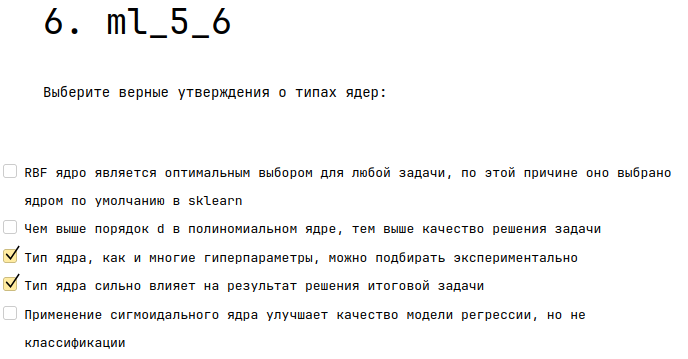 6. ml_5_6
Выберите верные утверждения о типах ядер:
RBF ядро является оптимальным выбором для любой задачи, по этой причине оно выбрано
ядром по умолчанию в sklearn
Чем выше порядок d в полиномиальном ядре, тем выше качество решения задачи
Тип ядра, как и многие гиперпараметры, можно подбирать экспериментально
Тип ядра сильно влияет на результат решения итоговой задачи
Применение сигмоидального ядра улучшает качество модели регрессии, но не
классификации